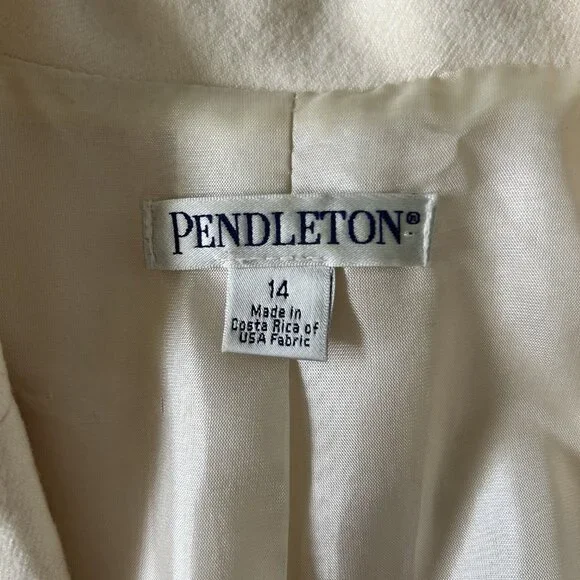 PENDLETON®
14
Made in
Costa Rica of
USA Fabric